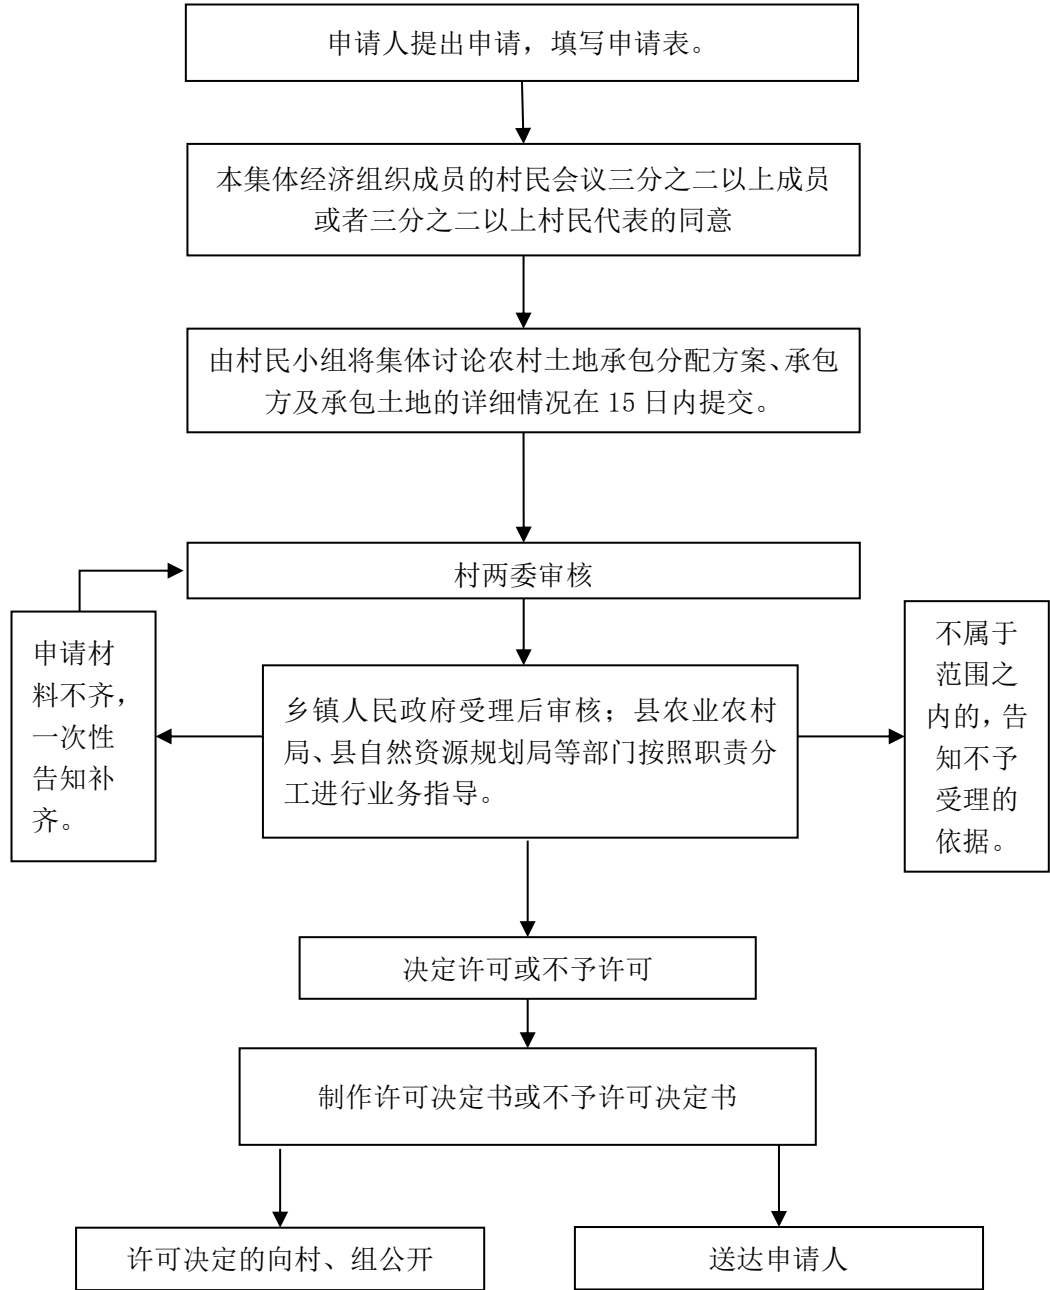 申请人提出申请，填写申请表。
本集体经济组织成员的村民会议三分之二以上成员
或者三分之二以上村民代表的同意
由村民小组将集体讨论农村土地承包分配方案、承包
方及承包土地的详细情况在 15 日内提交。
村两委审核
申请材
料不齐，
一次性
告知补
齐。
乡镇人民政府受理后审核；县农业农村
局、县自然资源规划局等部门按照职责分
工进行业务指导。
不属于
范围之
内的，告
知不予
受理的
依据。
决定许可或不予许可
制作许可决定书或不予许可决定书
许可决定的向村、组公开
送达申请人